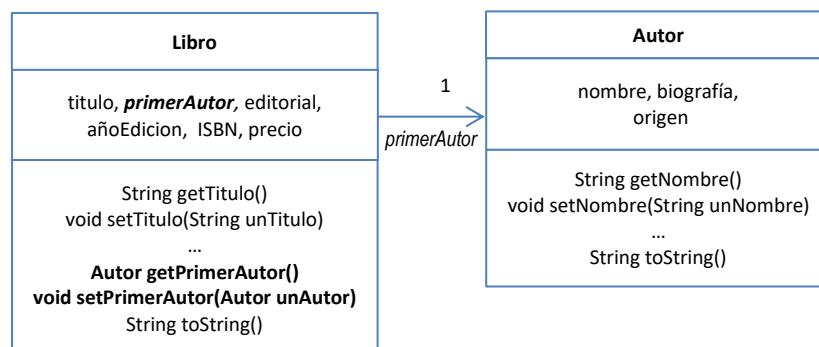 Libro
titulo, primerAutor, editorial,
añoEdicion, ISBN, precio
String getTitulo()
void setTitulo(String unTitulo)
...
Autor getPrimerAutor()
void setPrimerAutor(Autor unAutor)
String toString()
1
primerAutor
Autor
nombre, biografía,
origen
String getNombre()
void setNombre(String unNombre)
...
String toString()